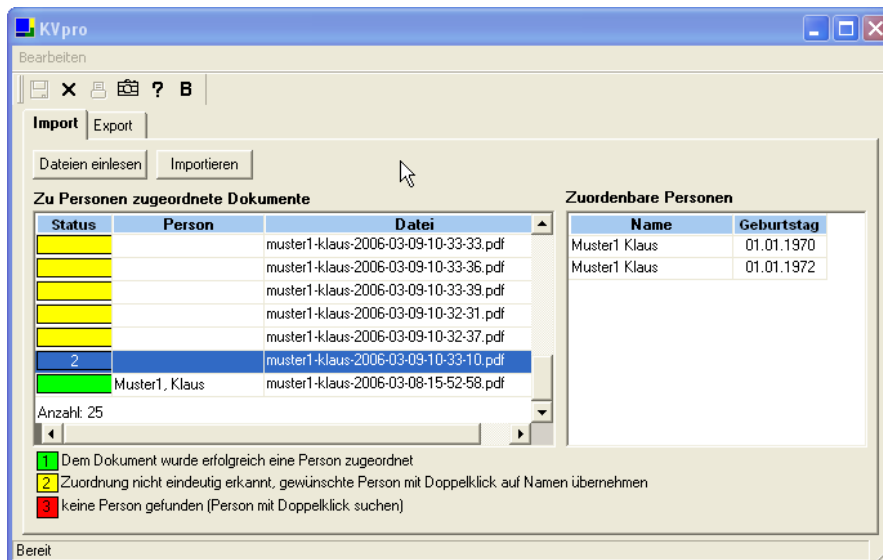 KVpro
Bearbeiten
? B
Import Export
Dateien einlesen Importieren
Zu Personen zugeordnete Dokumente
Status Person Datei
muster1-klaus-2006-03-09-10-33-33.pdf
muster1-klaus-2006-03-09-10-33-36.pdf
muster1-klaus-2006-03-09-10-33-39.pdf
muster1-klaus-2006-03-09-10-32-31.pdf
muster1-klaus-2006-03-09-10-32-37.pdf
2 muster1-klaus-2006-03-09-10-33-10.pdf
Muster1, Klaus muster1-klaus-2006-03-08-15-52-58.pdf
Anzahl: 25
Zuordenbare Personen
Name Geburtstag
Muster1 Klaus 01.01.1970
Muster1 Klaus 01.01.1972
1 Dem Dokument wurde erfolgreich eine Person zugeordnet
2 Zuordnung nicht eindeutig erkannt, gewünschte Person mit Doppelklick auf Namen übernehmen
3 keine Person gefunden (Person mit Doppelklick suchen)
Bereit